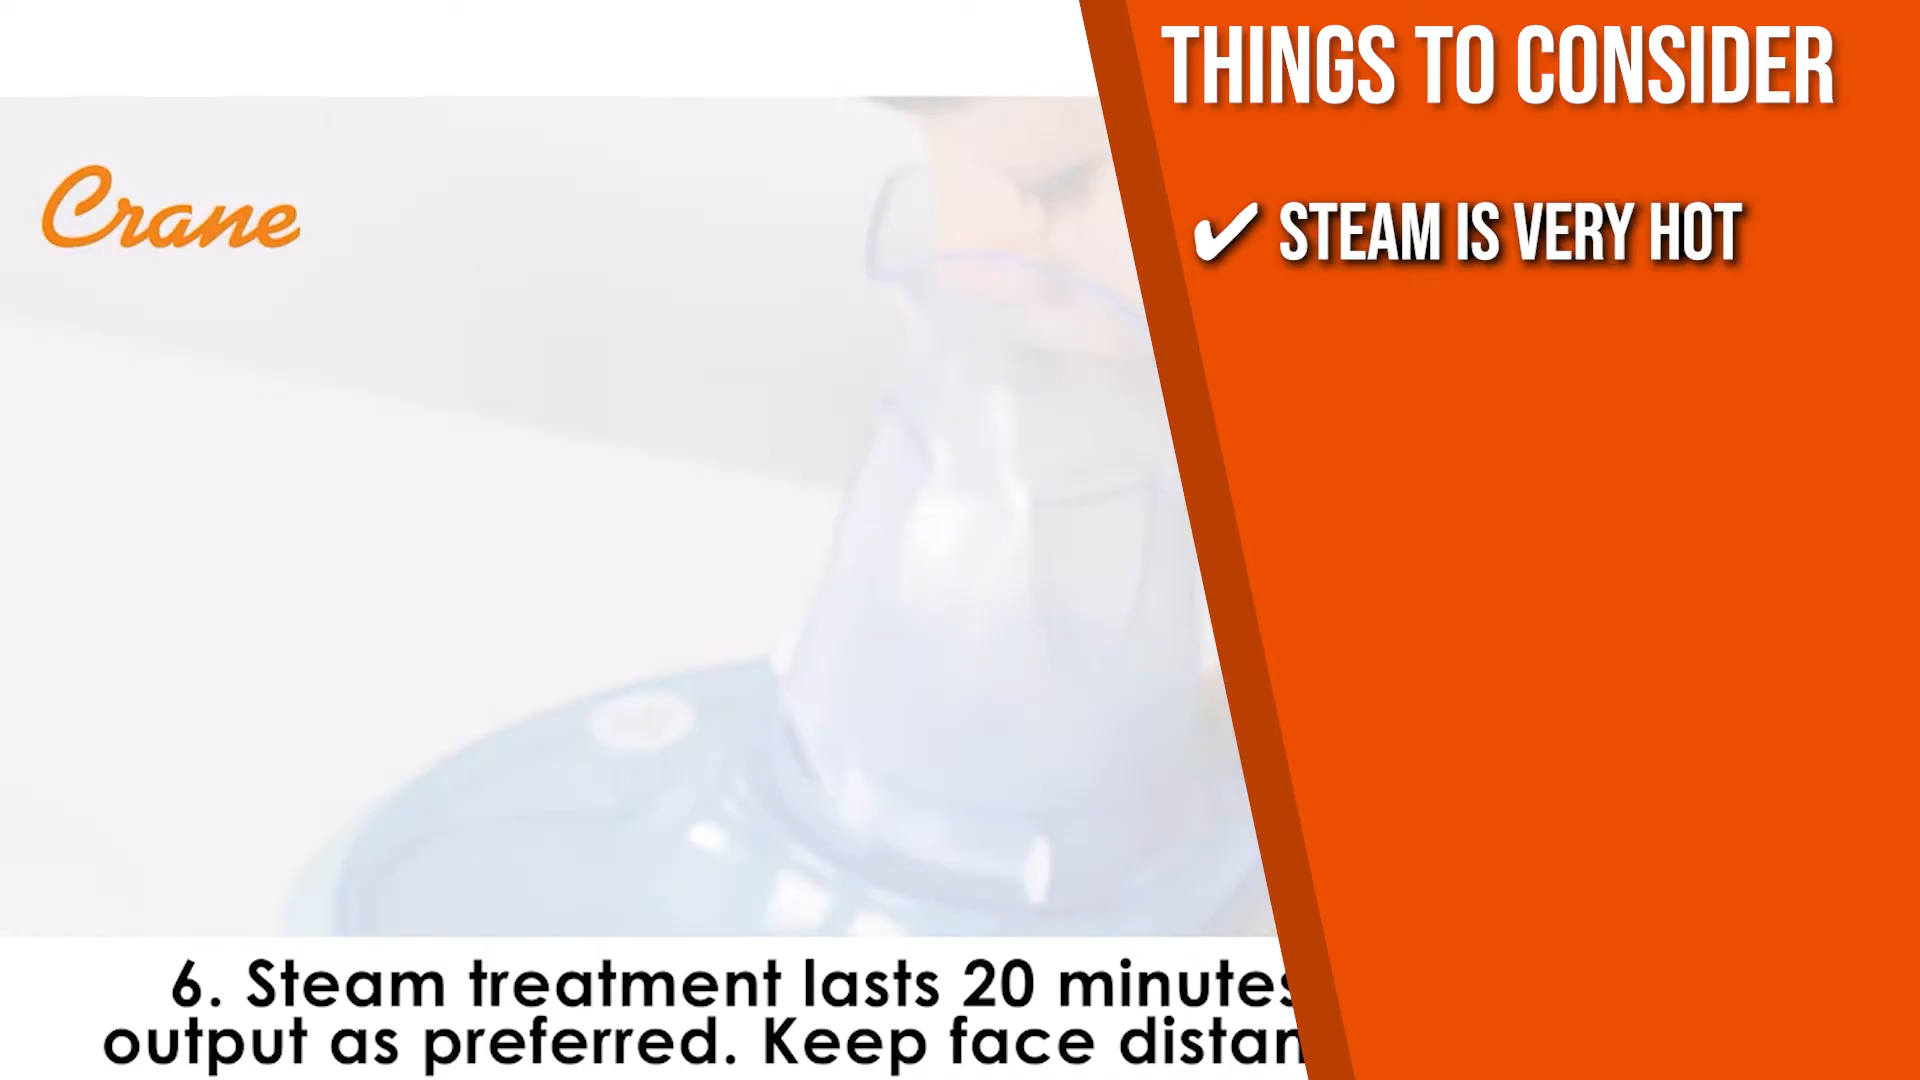 Crane
THINGS TO CONSIDER
✔ STEAM IS VERY HOT
6. Steam treatment lasts 20 minutes
output as preferred. Keep face